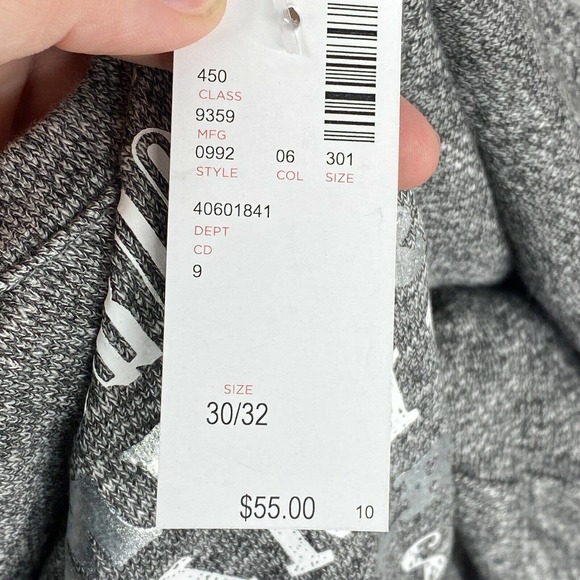 450
CLASS
9359
MFG
0992 06 301
STYLE COL SIZE
40601841
DEPT
CD
9
SIZE
30/32
$55.00 10